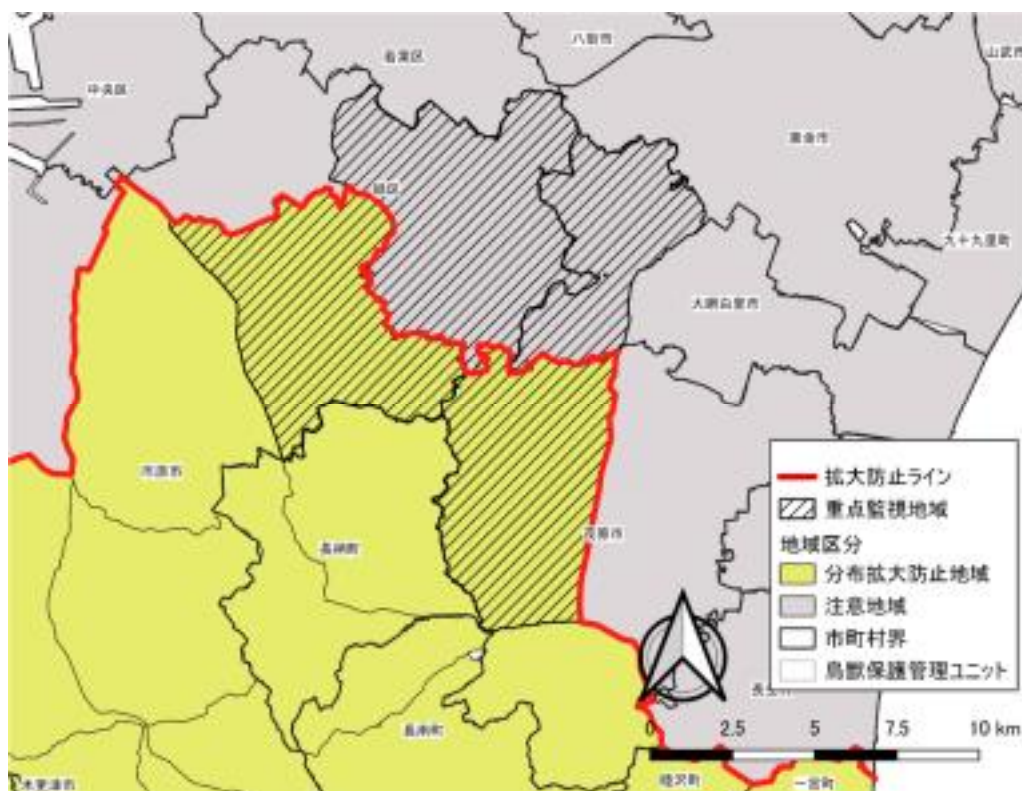 八街市
若葉区
山武市
中央区
東金市
緑区
九十九里町
大網白里市
市原市
茂原市
長柄町
長南町
木更津市
睦沢町
一宮町
拡大防止ライン
重点監視地域
地域区分
分布拡大防止地域
注意地域
市町村界
鳥獣保護管理ユニット
0 2.5 5 7.5 10 km